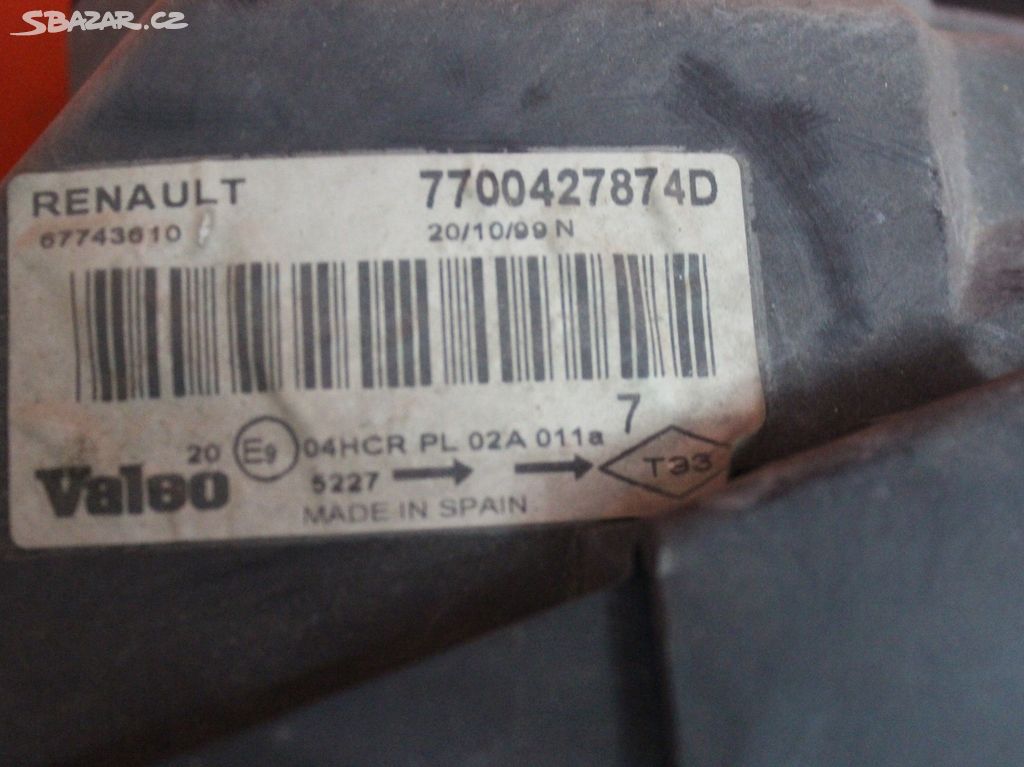 SBAZAR.CZ
RENAULT 7700427874D
67743610 20/10/99 N
7
20 E9 04HCR PL 02A 011a
Valeo 5227 TЭЗ
MADE IN SPAIN